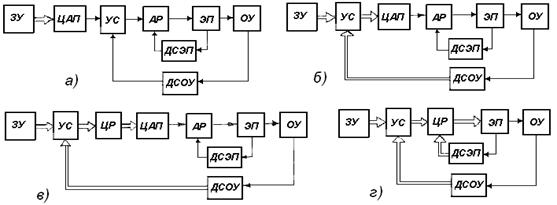 ЗУ ЦАП УС АР ЭП ОУ
ДСЭП
ДСОУ
а)
ЗУ УС ЦАП АР ЭП ОУ
ДСЭП
ДСОУ
б)
ЗУ УС ЦР ЦАП АР ЭП ОУ
ДСЭП
ДСОУ
в)
ЗУ УС ЦР ЭП ОУ
ДСЭП
ДСОУ
г)